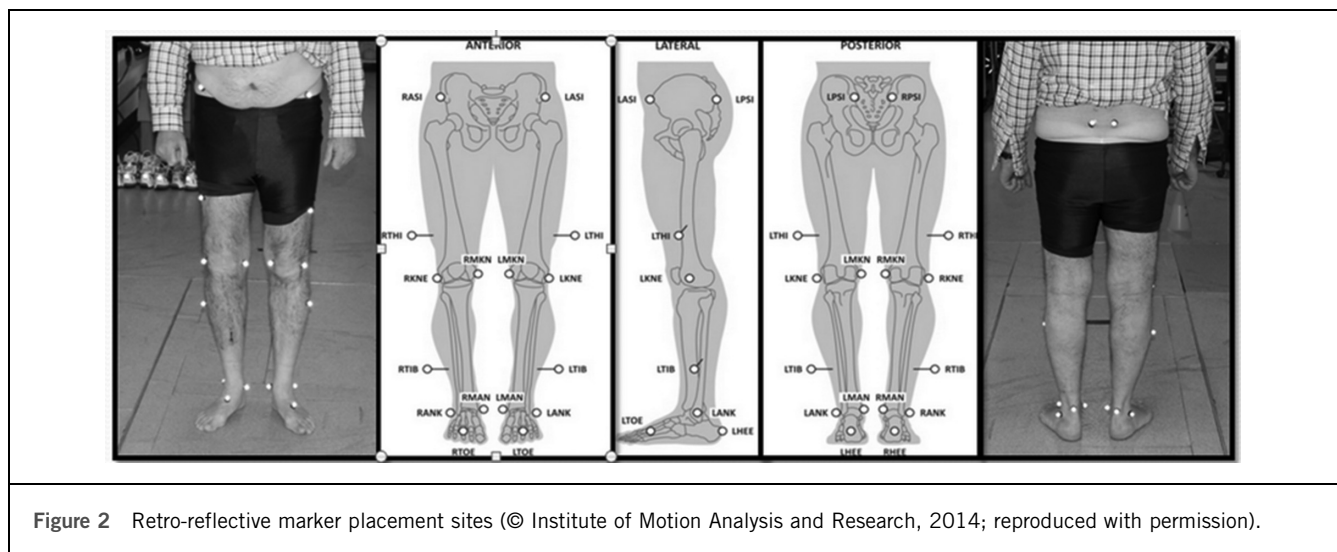 ANTERIOR
LATERAL
POSTERIOR
RASI
LASI
RTHI
LTHI
RMKN LMKN
RKNE
LKNE
RTIB
LTIB
RMAN LMAN
RANK
LANK
RTOE
LTOE
LASI
LPSI
LTHI
LKNE
LTIB
LTOE
LANK
LHEE
LPSI
RPSI
LTHI
RTHI
LMKN RMKN
LKNE
RKNE
LTIB
RTIB
LMAN RMAN
LANK
RANK
LHEE
RHEE
Figure 2 Retro-reflective marker placement sites (© Institute of Motion Analysis and Research, 2014; reproduced with permission).